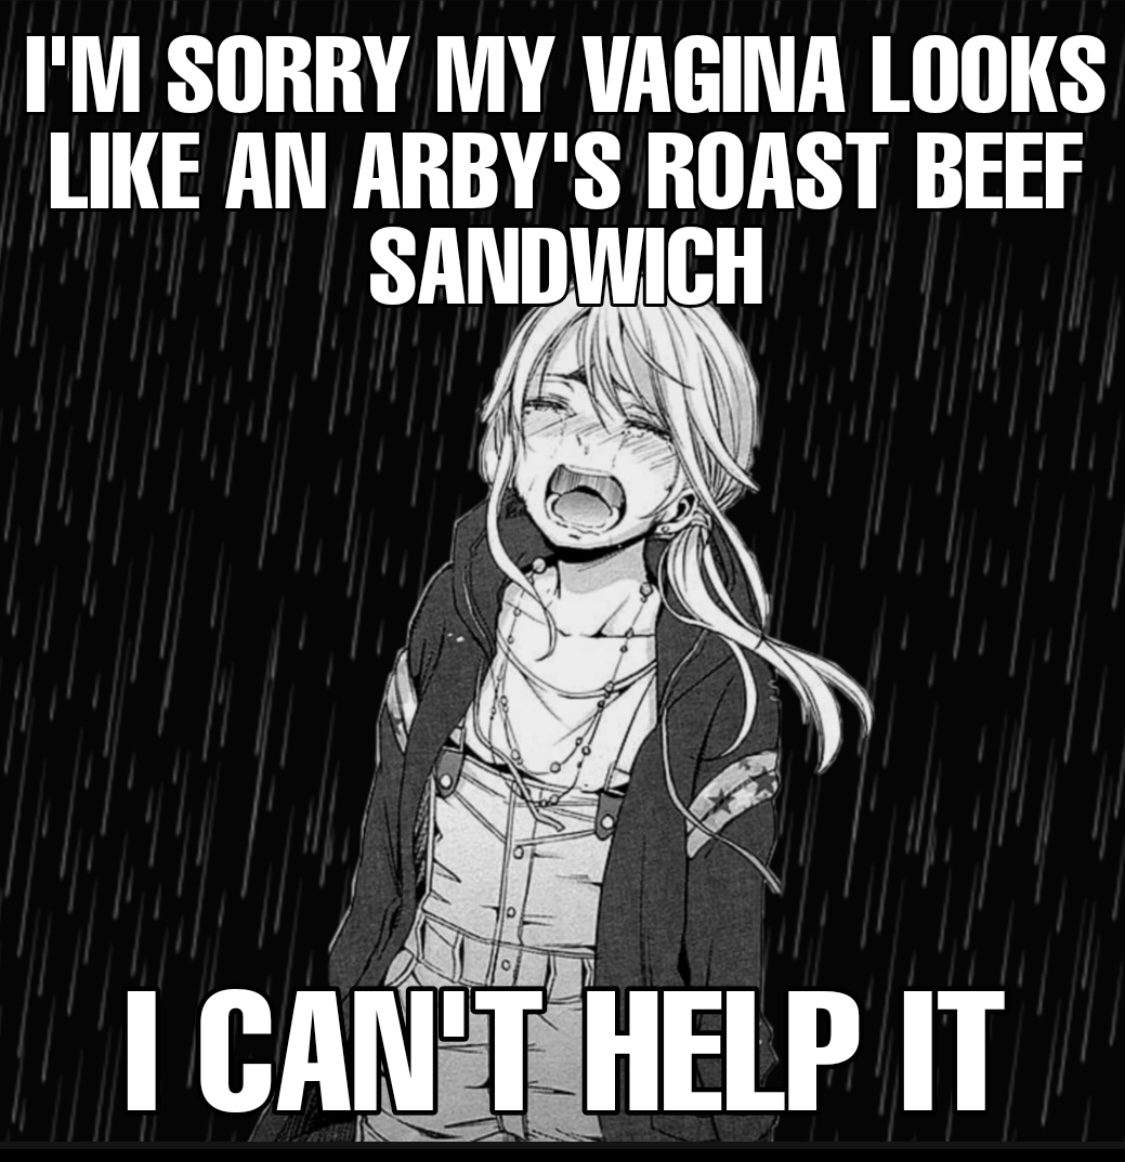 I'M SORRY MY VAGINA LOOKS
LIKE AN ARBY'S ROAST BEEF
SANDWICH
I CAN'T HELP IT